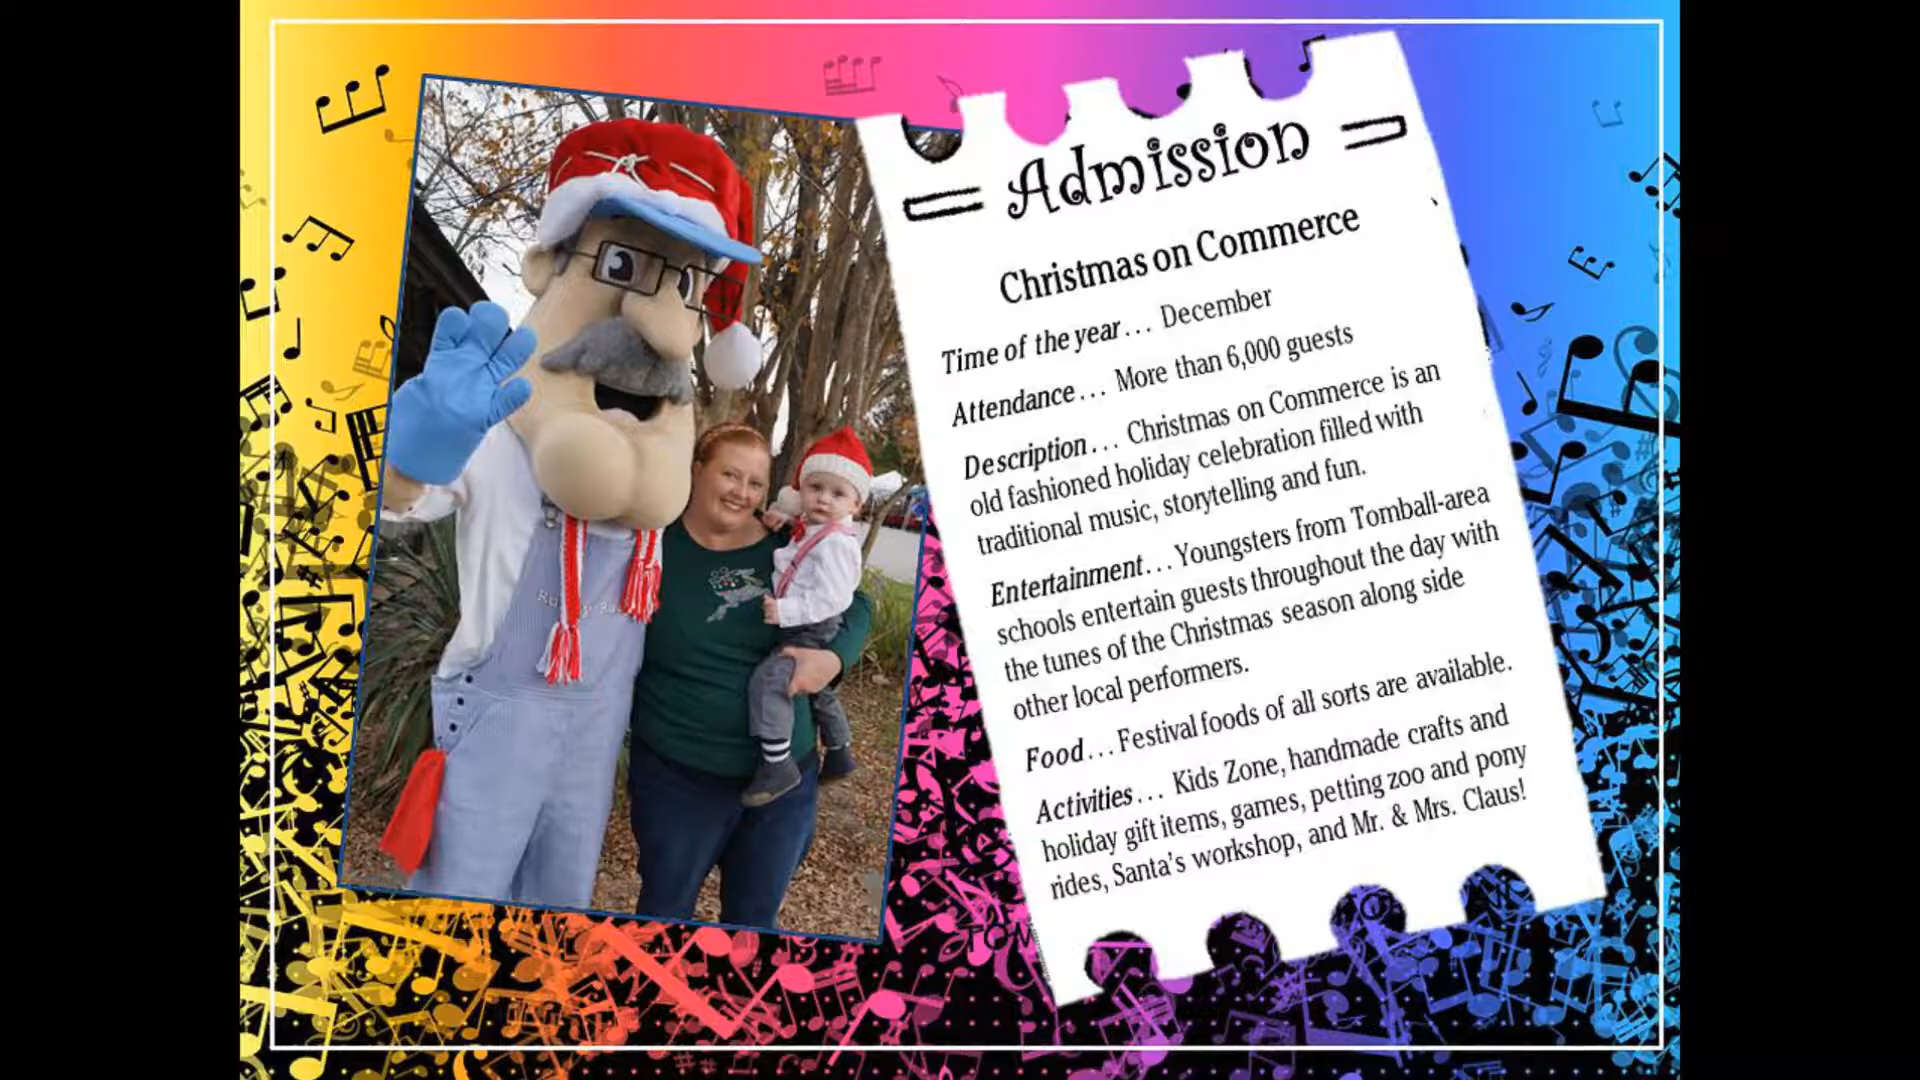 = Admission =
Christmas on Commerce
Time of the year... December
Attendance... More than 6,000 guests
Description... Christmas on Commerce is an
old fashioned holiday celebration filled with
traditional music, storytelling and fun.
Entertainment... Youngsters from Tomball-area
schools entertain guests throughout the day with
the tunes of the Christmas season along side
other local performers.
Food... Festival foods of all sorts are available.
Activities... Kids Zone, handmade crafts and
holiday gift items, games, petting zoo and pony
rides, Santa's workshop, and Mr. & Mrs. Claus!